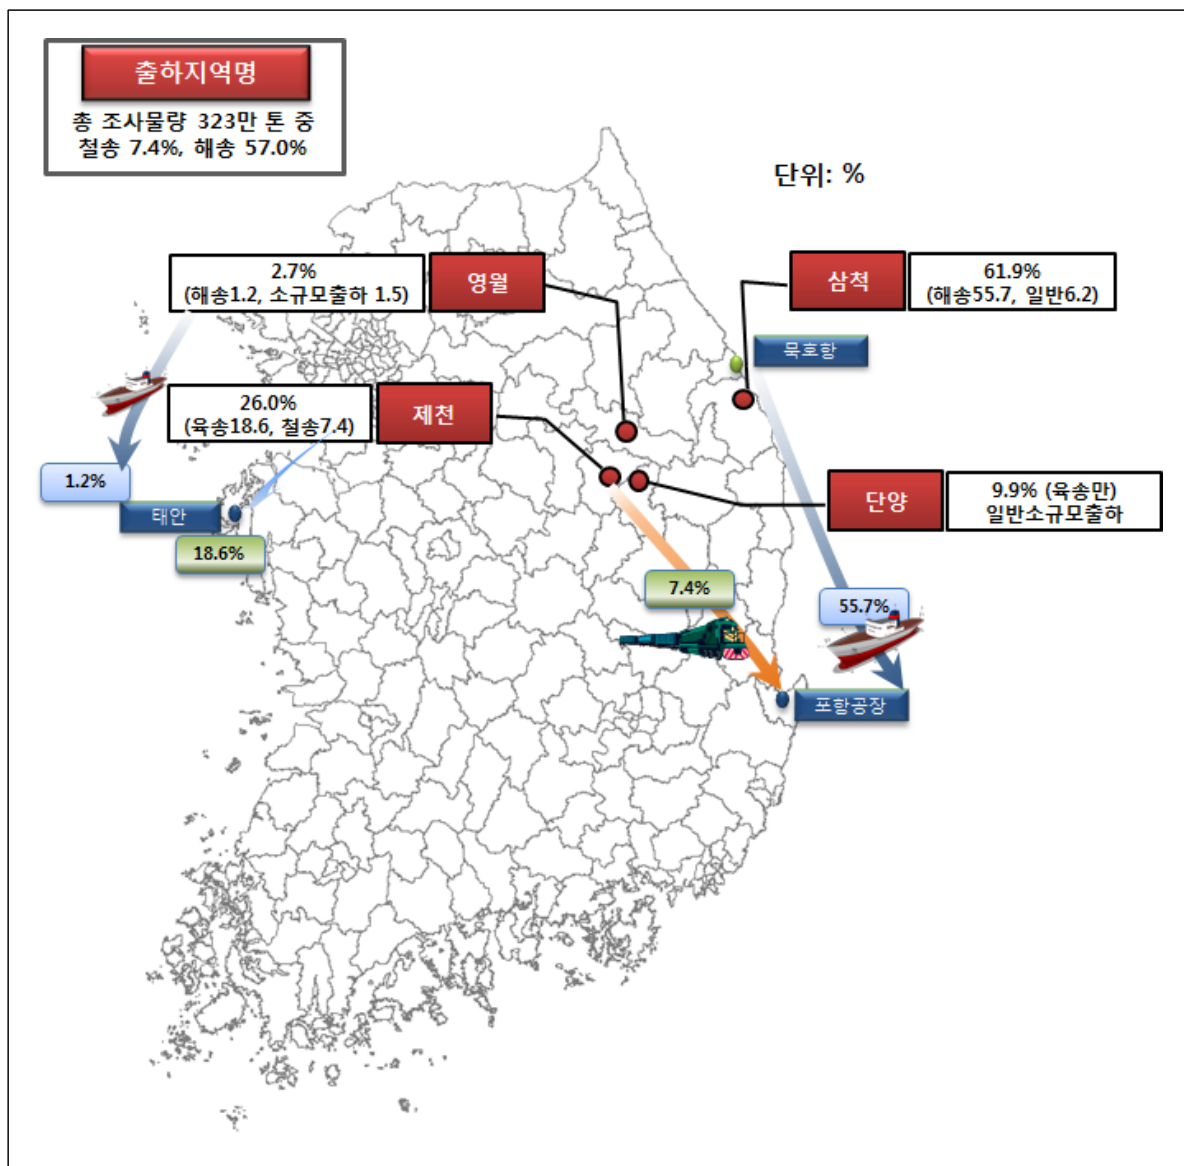 출하지역명
총 조사물량 323만 톤 중
철송 7.4%, 해송 57.0%
단위: %
2.7%
(해송1.2, 소규모출하 1.5)
영월
삼척
61.9%
(해송55.7, 일반6.2)
묵호항
26.0%
(육송18.6, 철송7.4)
제천
1.2%
태안
18.6%
단양
9.9% (육송만)
일반소규모출하
7.4%
55.7%
포항공장